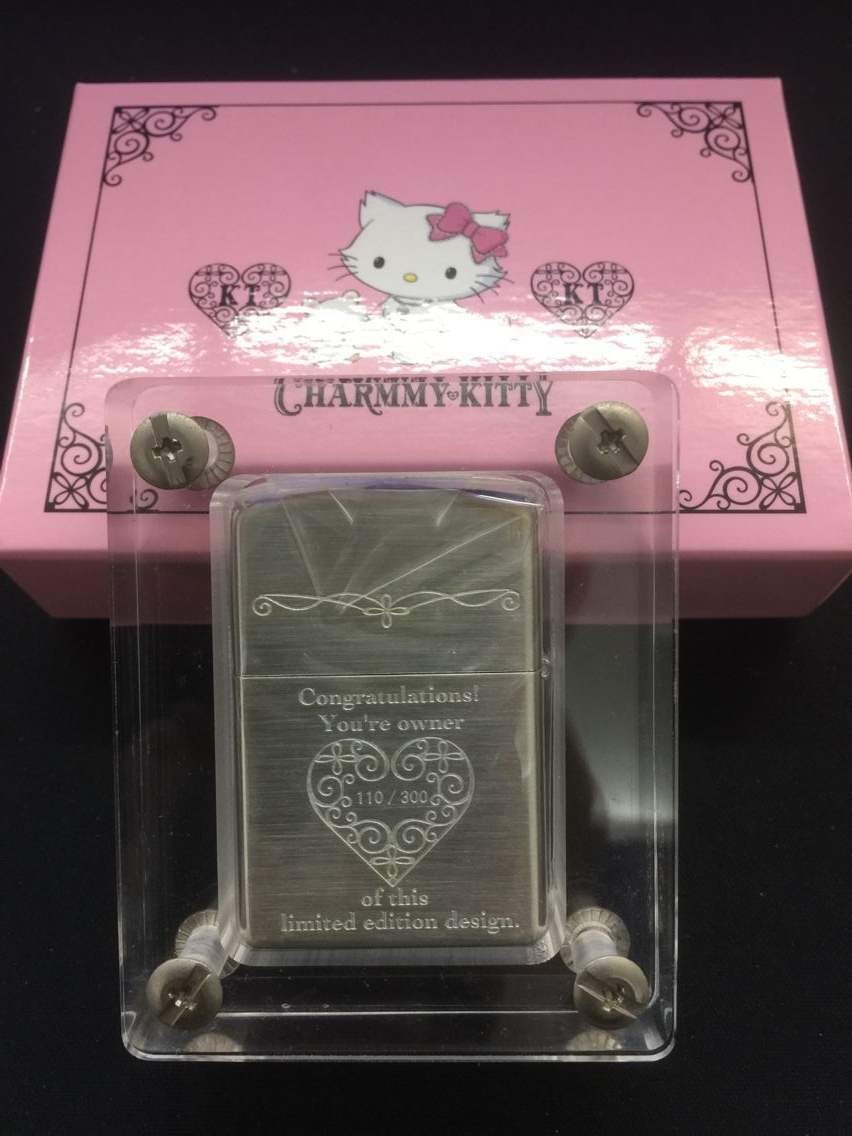 KT
KT
CHARMMY KITTY
Congratulations!
You're owner
110 / 300
of this
limited edition design.